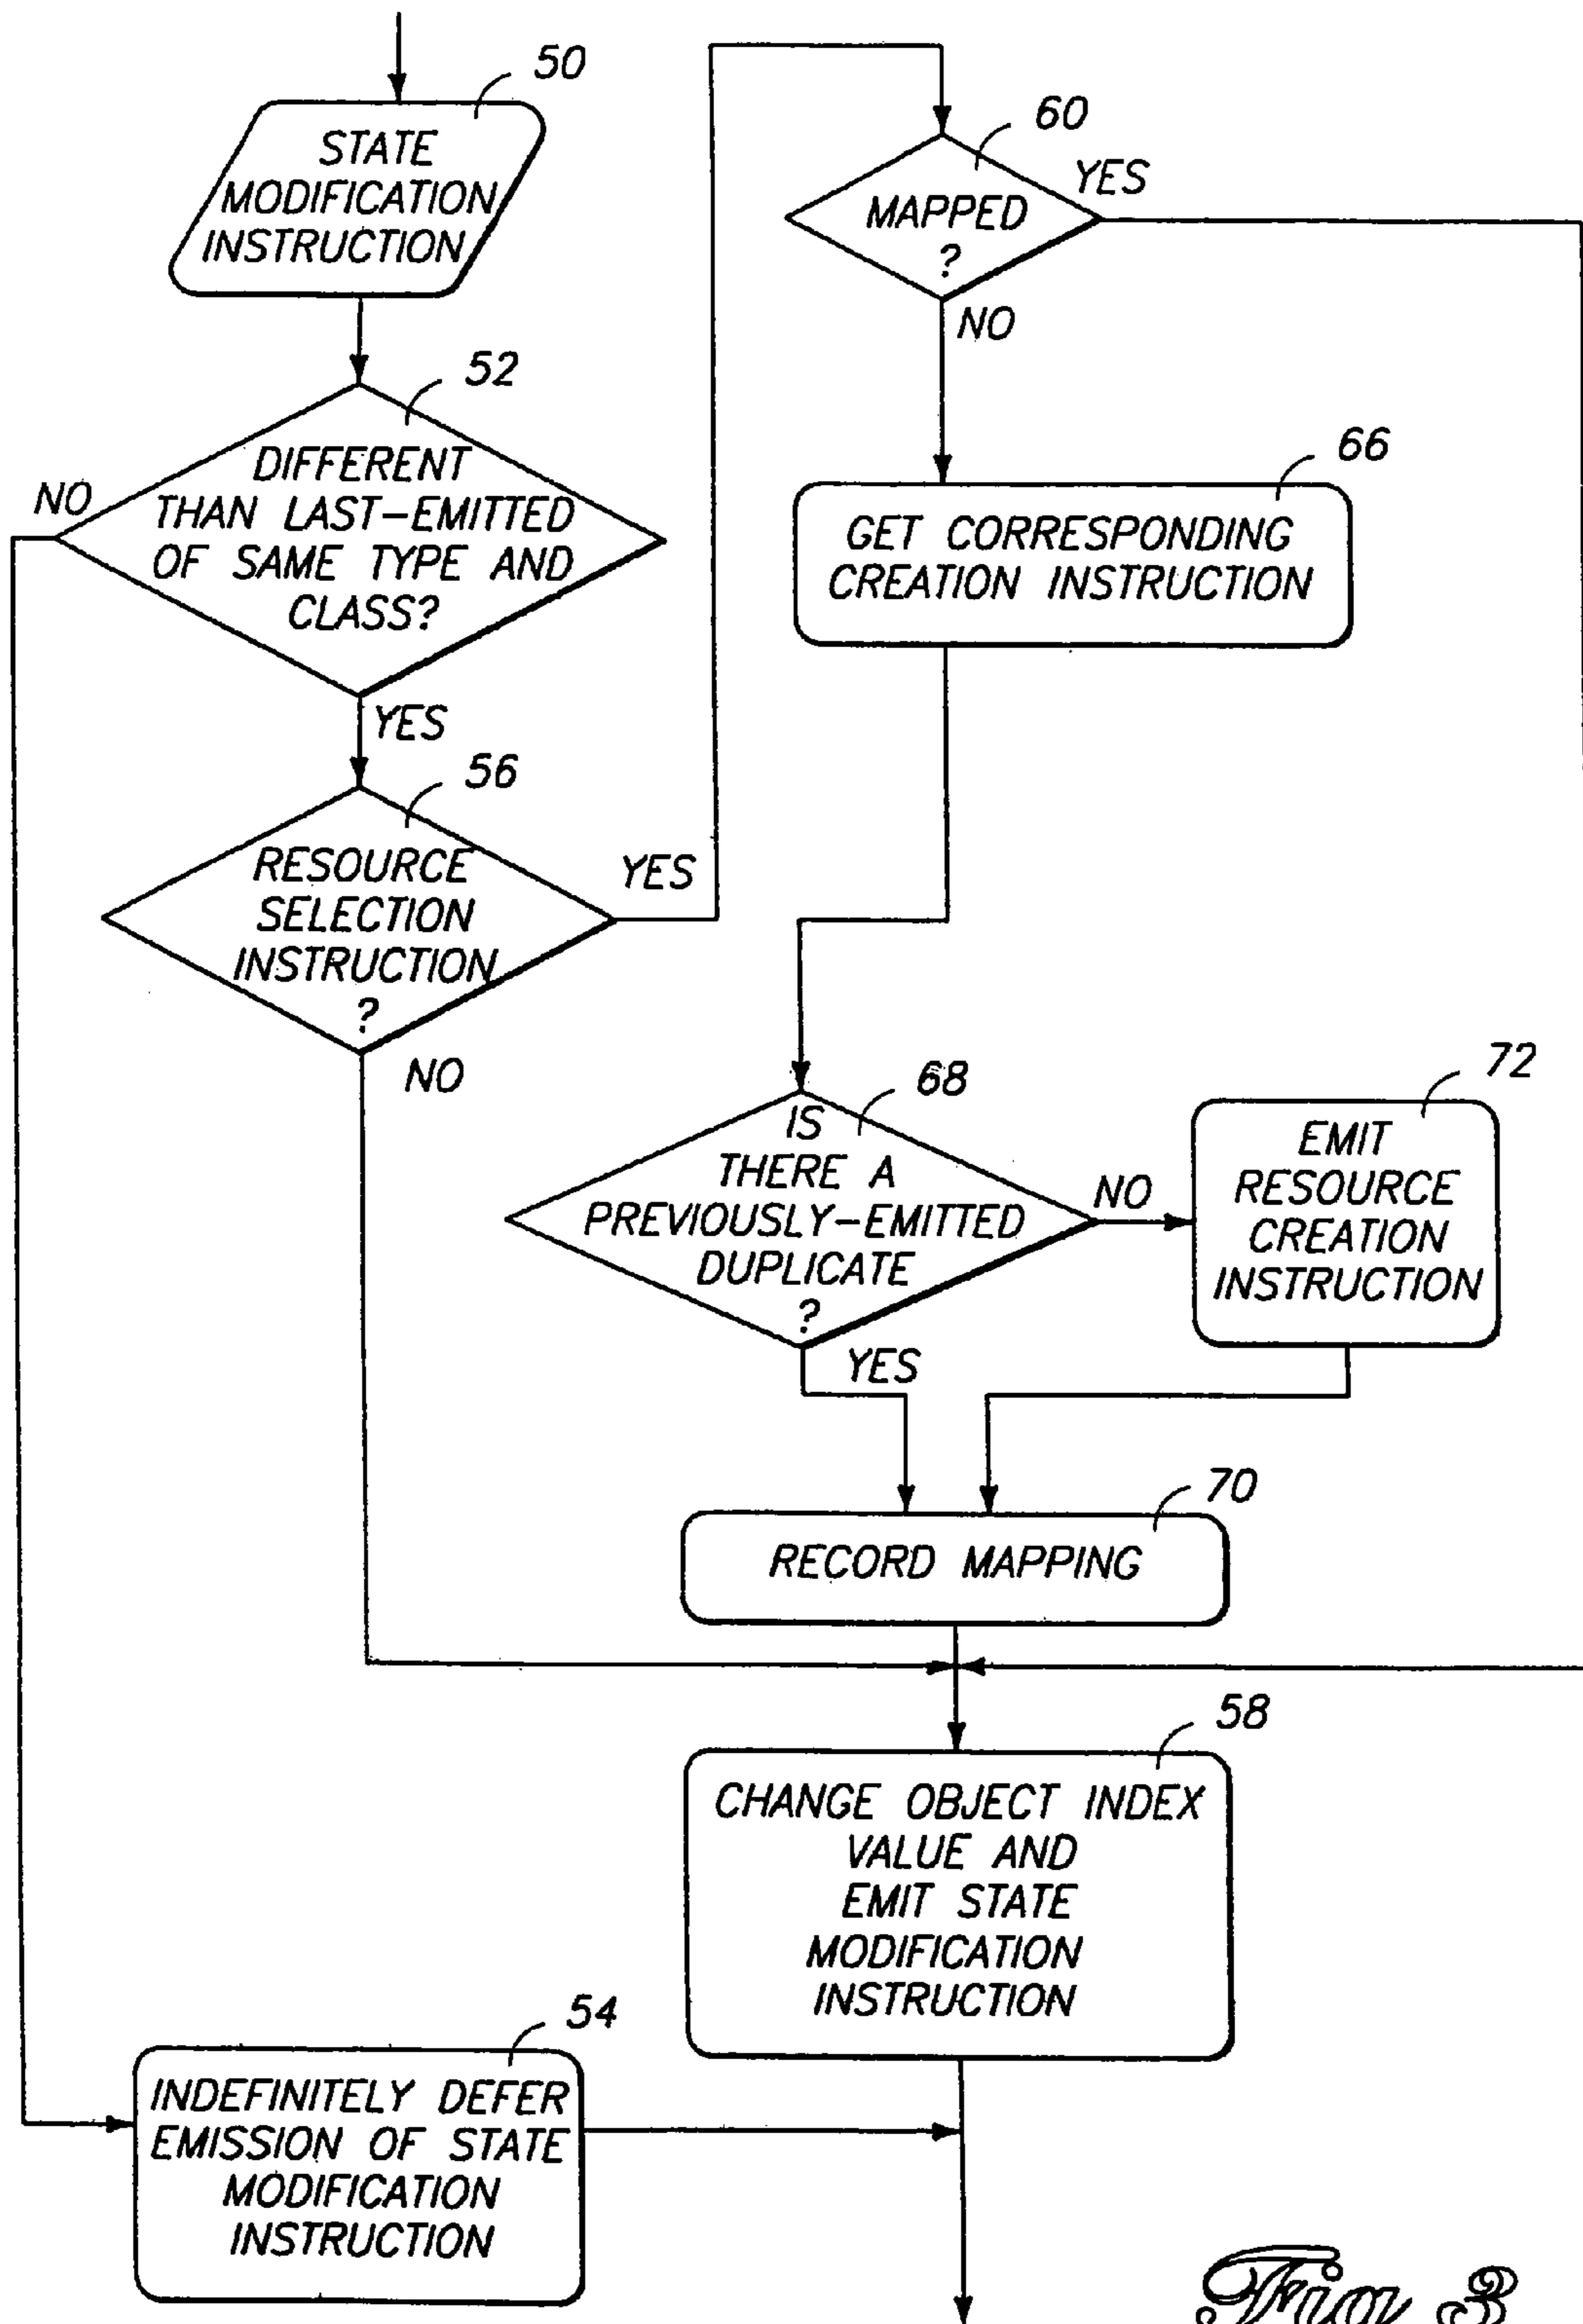 50
STATE
MODIFICATION
INSTRUCTION
52
DIFFERENT
THAN LAST-EMITTED
OF SAME TYPE AND
CLASS?
NO
YES
56
RESOURCE
SELECTION
INSTRUCTION
?
YES
NO
60
MAPPED
?
YES
NO
66
GET CORRESPONDING
CREATION INSTRUCTION
68
IS
THERE A
PREVIOUSLY-EMITTED
DUPLICATE
?
NO
YES
72
EMIT
RESOURCE
CREATION
INSTRUCTION
70
RECORD MAPPING
58
CHANGE OBJECT INDEX
VALUE AND
EMIT STATE
MODIFICATION
INSTRUCTION
54
INDEFINITELY DEFER
EMISSION OF STATE
MODIFICATION
INSTRUCTION
Fig. 3